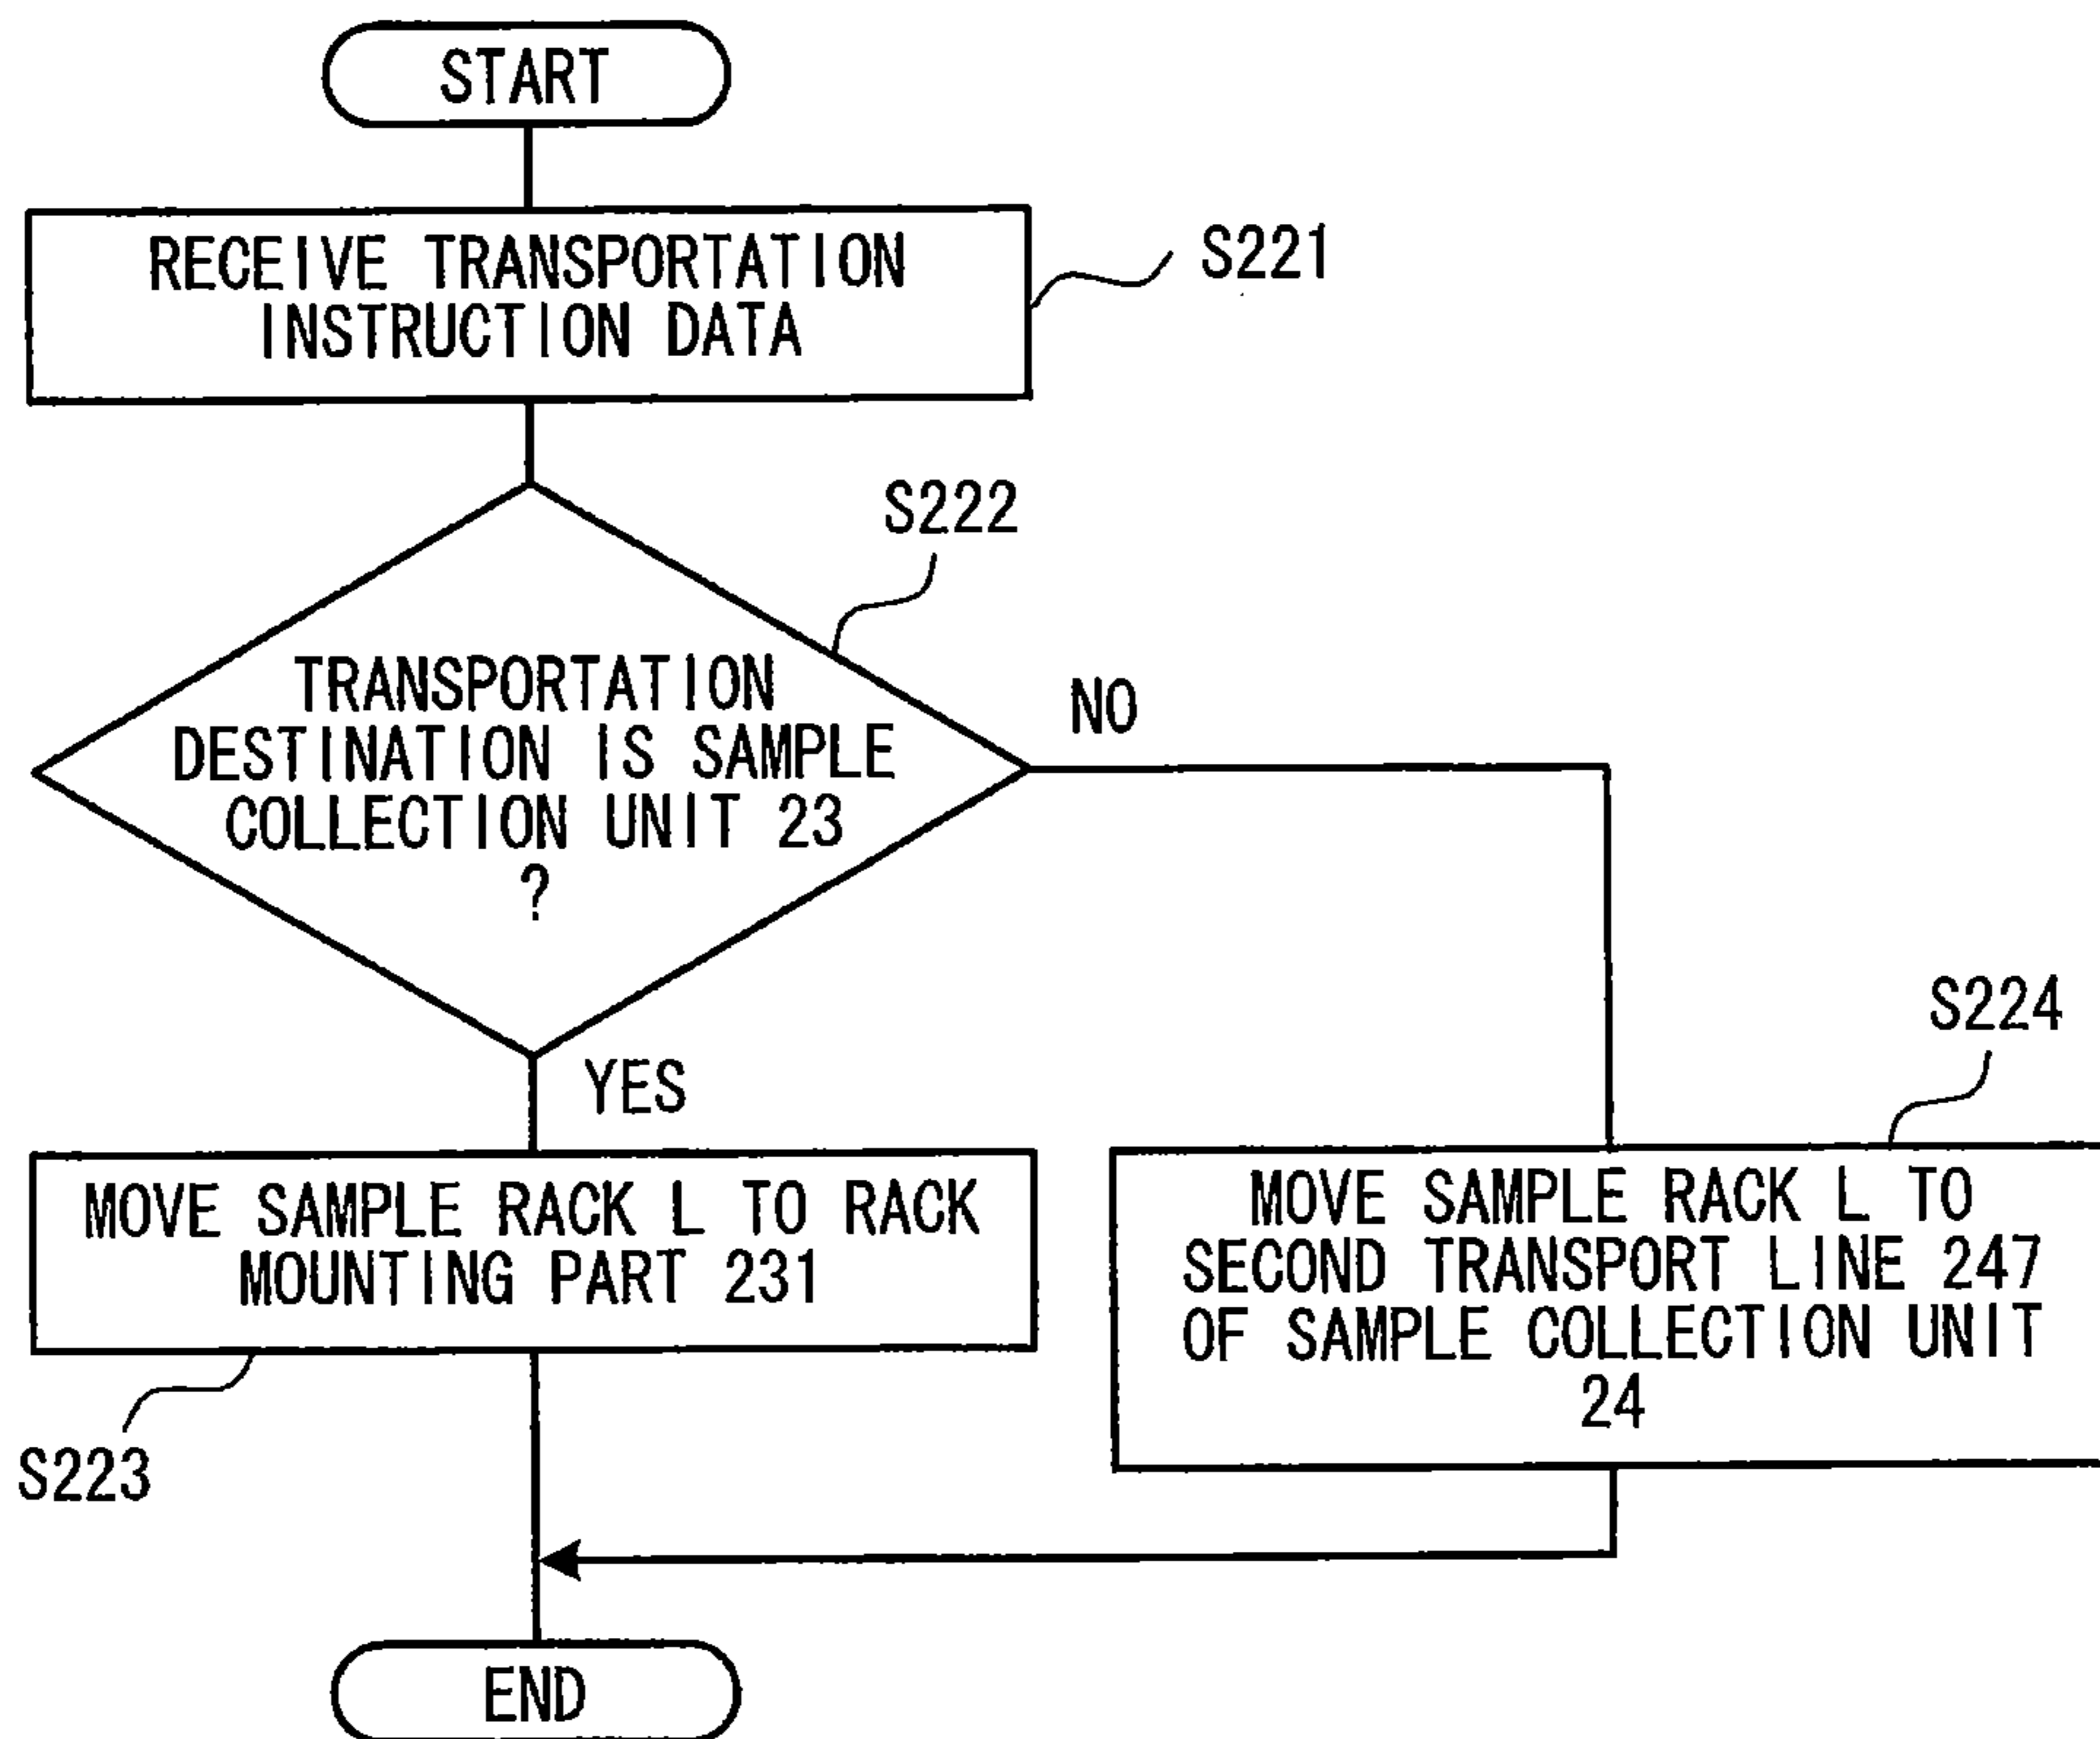 START
RECEIVE TRANSPORTATION
INSTRUCTION DATA
S221
S222
TRANSPORTATION
DESTINATION IS SAMPLE
COLLECTION UNIT 23
?
NO
YES
S224
MOVE SAMPLE RACK L TO RACK
MOUNTING PART 231
S223
MOVE SAMPLE RACK L TO
SECOND TRANSPORT LINE 247
OF SAMPLE COLLECTION UNIT
24
END